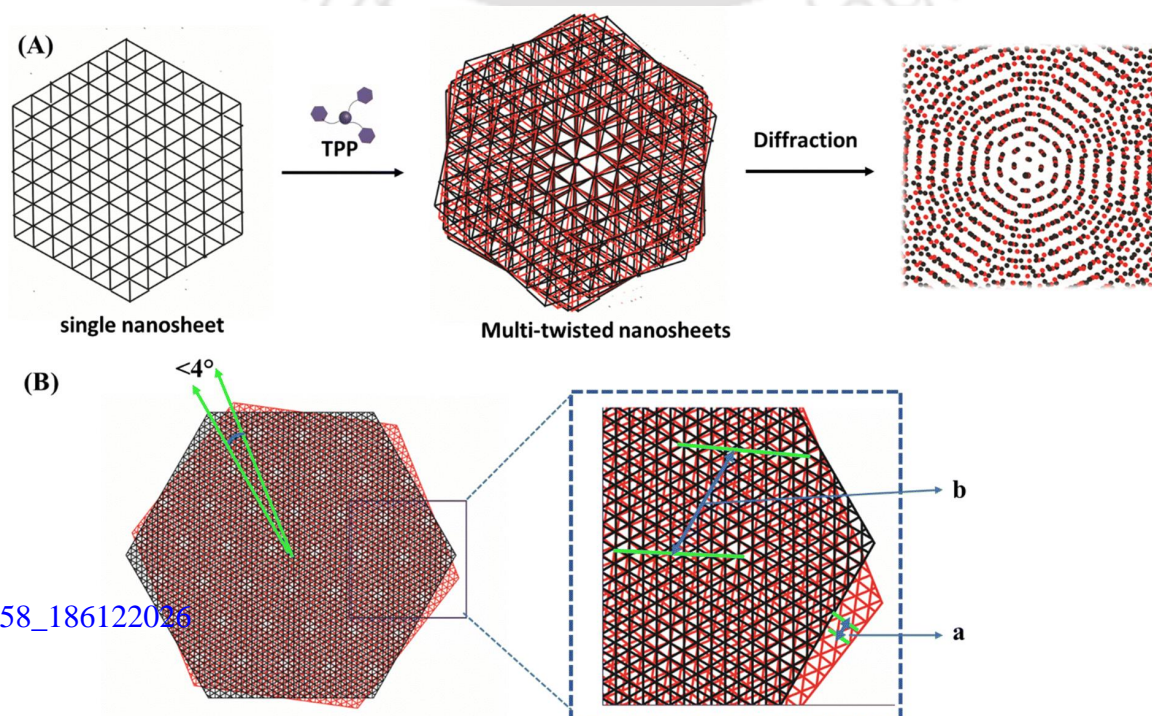 (A)
TPP
Diffraction
single nanosheet
Multi-twisted nanosheets
(B)
<4°
b
a
58_186122026